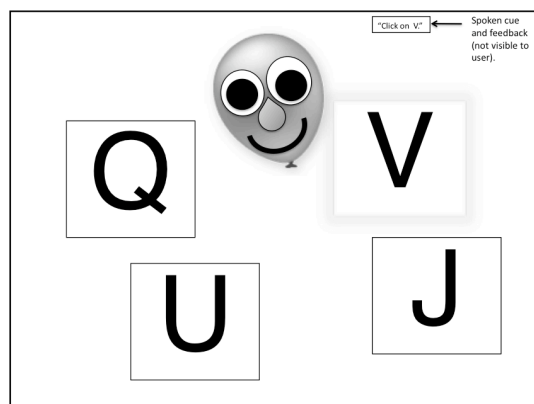 "Click on V."
Spoken cue
and feedback
(not visible to
user).
Q
V
U
J